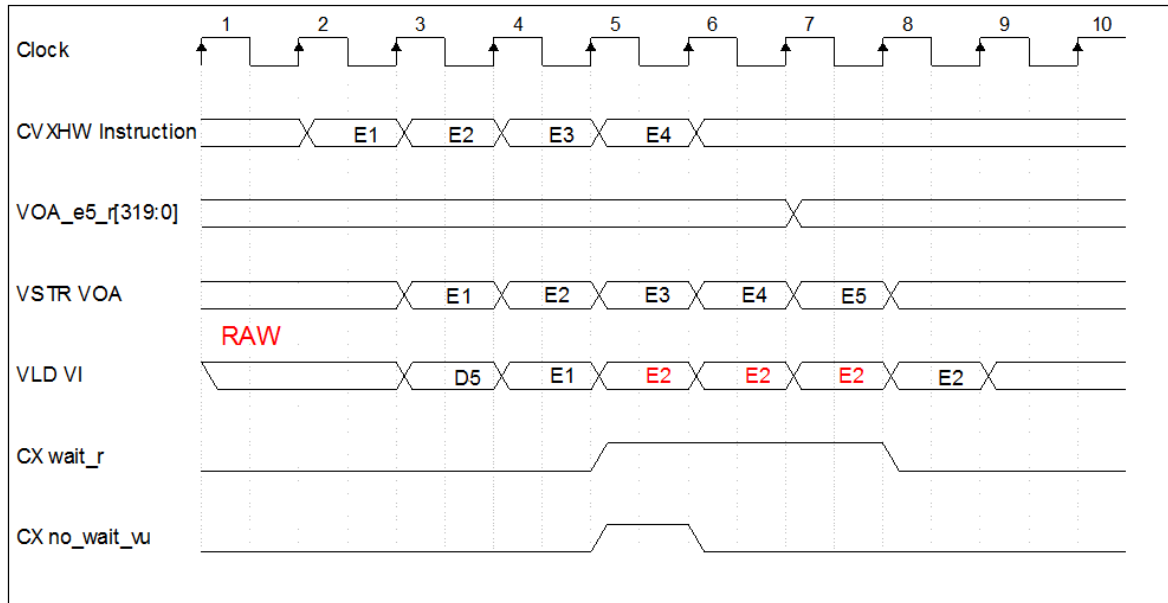 1 2 3 4 5 6 7 8 9 10
Clock
CVXHW Instruction E1 E2 E3 E4
VOA_e5_r[319:0]
VSTR VOA E1 E2 E3 E4 E5
RAW
VLD VI D5 E1 E2 E2 E2 E2
CX wait_r
CX no_wait_vu